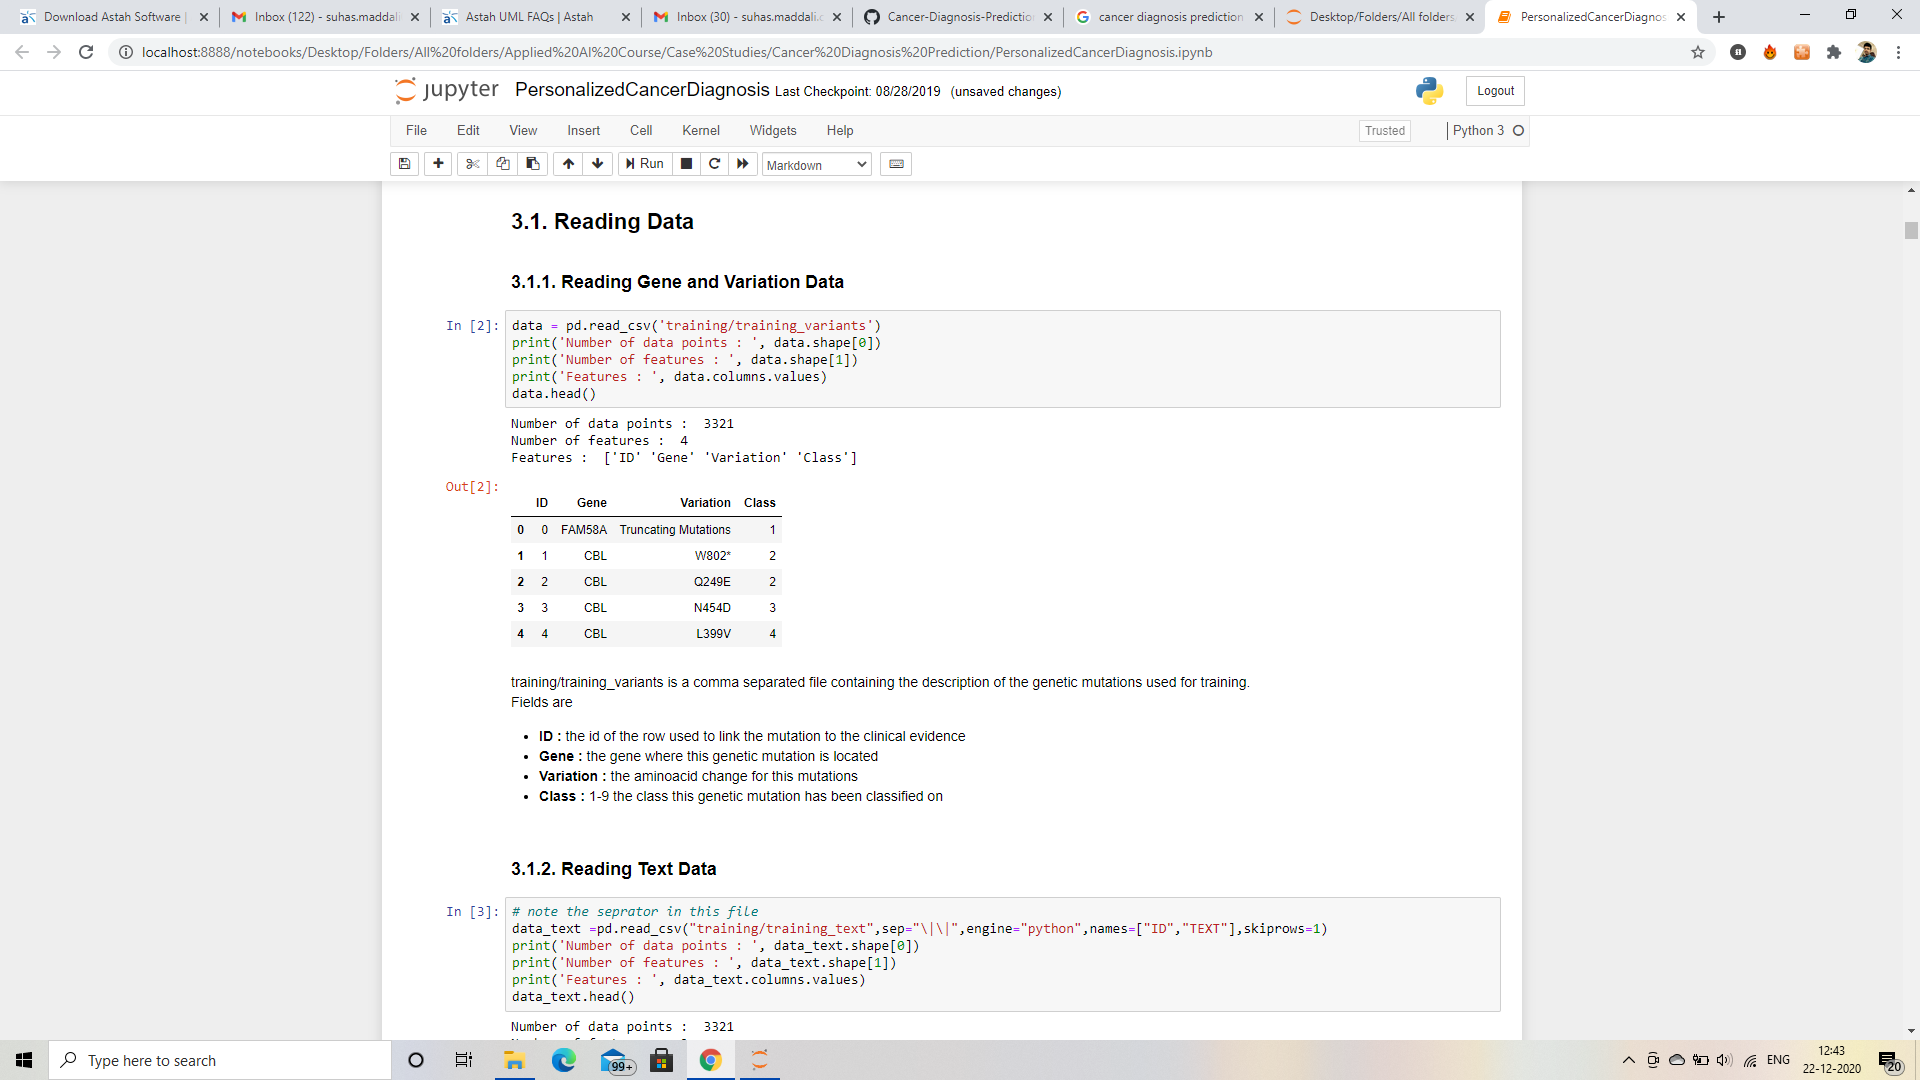 Download Astah Software |
Inbox (122) - suhas.maddali
Astah UML FAQs | Astah
Inbox (30) - suhas.maddali.
Cancer-Diagnosis-Predictio
cancer diagnosis prediction
Desktop/Folders/All folders
PersonalizedCancerDiagnos
localhost:8888/notebooks/Desktop/Folders/All%20folders/Applied%20AI%20Course/Case%20Studies/Cancer%20Diagnosis%20Prediction/PersonalizedCancerDiagnosis.ipynb
jupyter PersonalizedCancerDiagnosis Last Checkpoint: 08/28/2019 (unsaved changes) Logout
File Edit View Insert Cell Kernel Widgets Help Trusted Python 3
Run Markdown
3.1. Reading Data
3.1.1. Reading Gene and Variation Data
In [2]: data = pd.read_csv('training/training_variants')
print('Number of data points : ', data.shape[0])
print('Number of features : ', data.shape[1])
print('Features : ', data.columns.values)
data.head()
Number of data points : 3321
Number of features : 4
Features : ['ID' 'Gene' 'Variation' 'Class']
Out[2]:
ID Gene Variation Class
0 0 FAM58A Truncating Mutations 1
1 1 CBL W802* 2
2 2 CBL Q249E 2
3 3 CBL N454D 3
4 4 CBL L399V 4
training/training_variants is a comma separated file containing the description of the genetic mutations used for training.
Fields are
• ID : the id of the row used to link the mutation to the clinical evidence
• Gene : the gene where this genetic mutation is located
• Variation : the aminoacid change for this mutations
• Class : 1-9 the class this genetic mutation has been classified on
3.1.2. Reading Text Data
In [3]: # note the seprator in this file
data_text =pd.read_csv("training/training_text",sep="\|\|",engine="python",names=["ID","TEXT"],skiprows=1)
print('Number of data points : ', data_text.shape[0])
print('Number of features : ', data_text.shape[1])
print('Features : ', data_text.columns.values)
data_text.head()
Number of data points : 3321
Type here to search
99+
ENG
12:43
22-12-2020
20